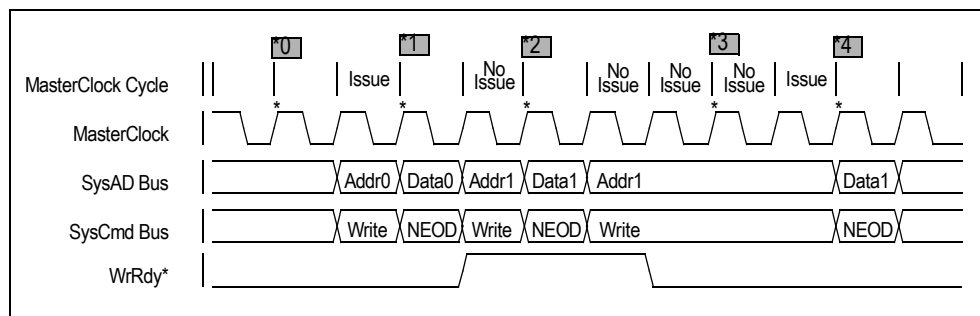 *0 *1 *2 *3 *4
MasterClock Cycle Issue No Issue No Issue No Issue No Issue Issue
* * * * *
MasterClock
SysAD Bus Addr0 Data0 Addr1 Data1 Addr1 Data1
SysCmd Bus Write NEOD Write NEOD Write NEOD
WrRdy*